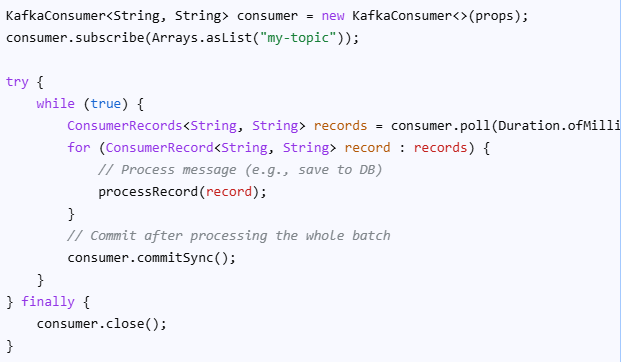 KafkaConsumer<String, String> consumer = new KafkaConsumer<>(props);
consumer.subscribe(Arrays.asList("my-topic"));

try {
    while (true) {
        ConsumerRecords<String, String> records = consumer.poll(Duration.ofMilli
        for (ConsumerRecord<String, String> record : records) {
            // Process message (e.g., save to DB)
            processRecord(record);
        }
        // Commit after processing the whole batch
        consumer.commitSync();
    }
} finally {
    consumer.close();
}